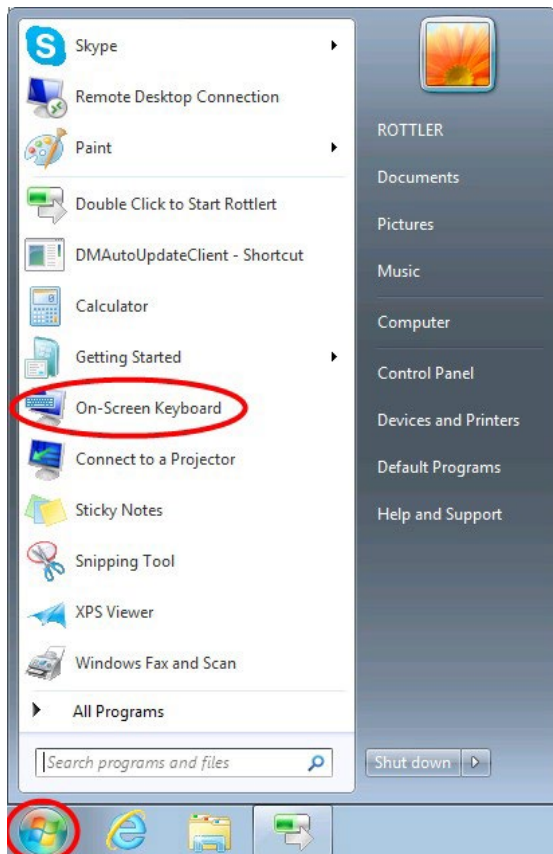 Skype
Remote Desktop Connection
Paint
Double Click to Start Rottlert
DMAutoUpdateClient - Shortcut
Calculator
Getting Started
On-Screen Keyboard
Connect to a Projector
Sticky Notes
Snipping Tool
XPS Viewer
Windows Fax and Scan
All Programs
Search programs and files
ROTTLER
Documents
Pictures
Music
Computer
Control Panel
Devices and Printers
Default Programs
Help and Support
Shut down